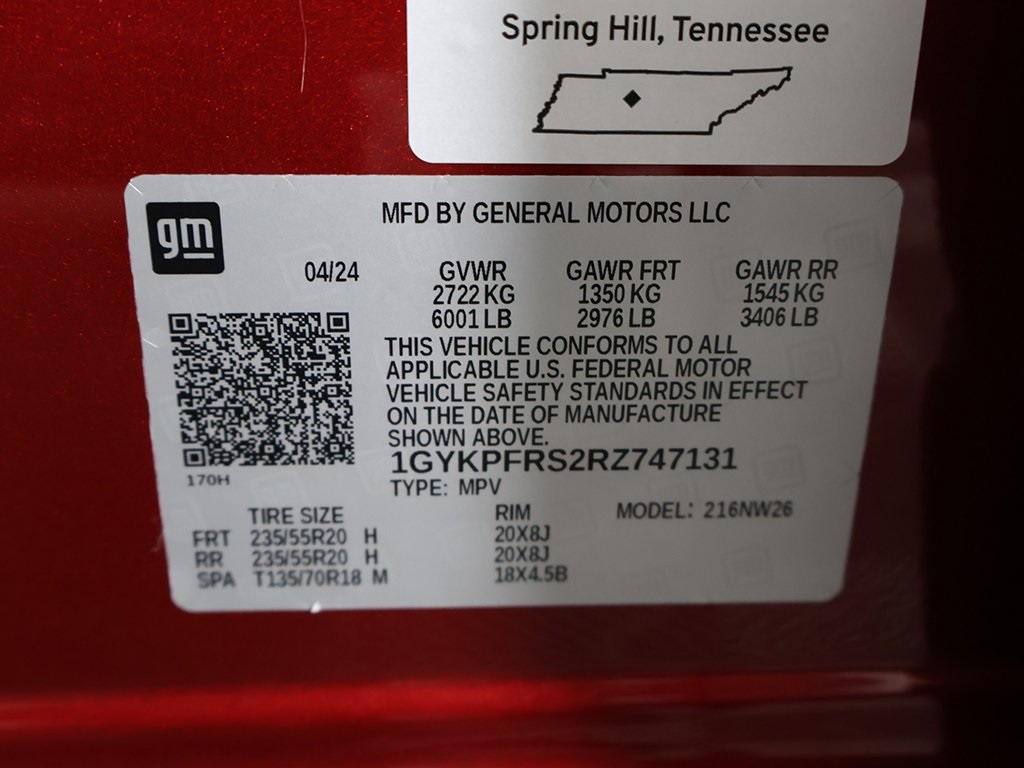 Spring Hill, Tennessee
gm
MFD BY GENERAL MOTORS LLC
04/24 GVWR GAWR FRT GAWR RR
2722 KG 1350 KG 1545 KG
6001 LB 2976 LB 3406 LB
THIS VEHICLE CONFORMS TO ALL
APPLICABLE U.S. FEDERAL MOTOR
VEHICLE SAFETY STANDARDS IN EFFECT
ON THE DATE OF MANUFACTURE
SHOWN ABOVE.
1GYKPFRS2RZ747131
170H
TYPE: MPV
TIRE SIZE RIM MODEL: 216NW26
FRT 235/55R20 H 20X8J
RR 235/55R20 H 20X8J
SPA T135/70R18 M 18X4.5B